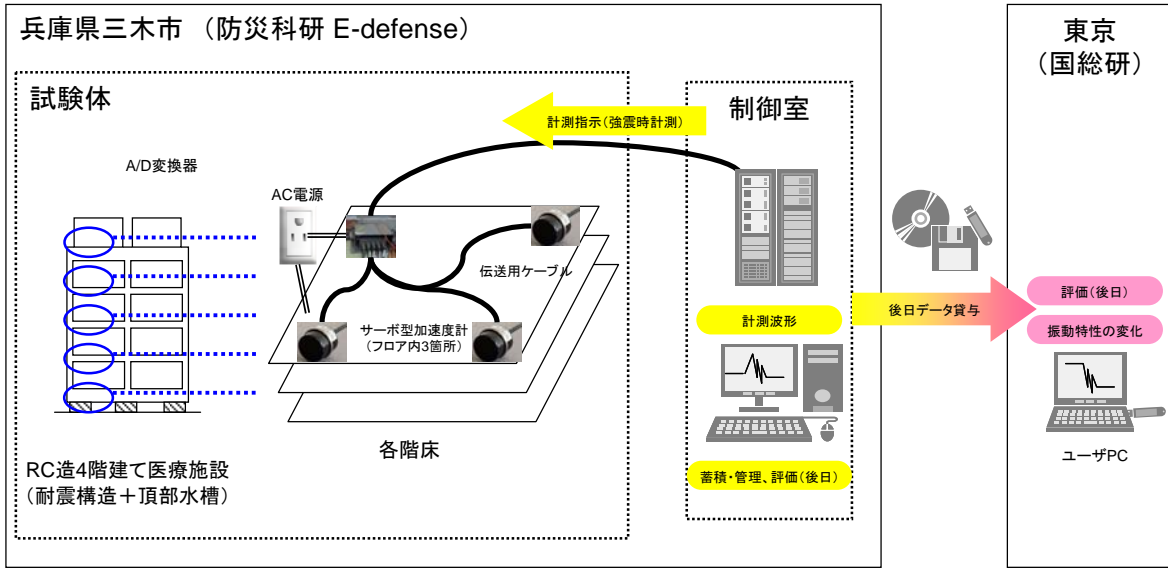 兵庫県三木市 （防災科研 E-defense）
試験体
A/D変換器
AC電源
伝送用ケーブル
サーボ型加速度計
（フロア内3箇所）
各階床
RC造4階建て医療施設
（耐震構造＋頂部水槽）
計測指示（強震時計測）
制御室
計測波形
蓄積・管理、評価（後日）
後日データ貸与
東京
（国総研）
評価（後日）
振動特性の変化
ユーザPC